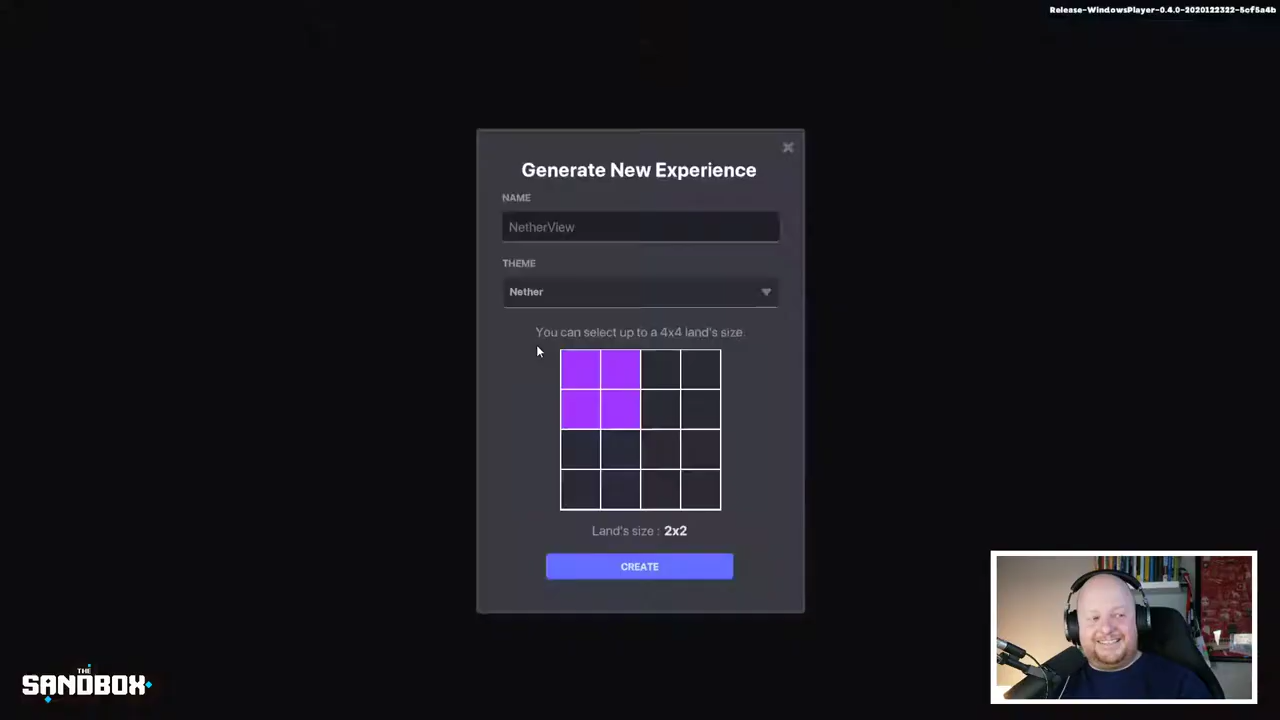 Release-WindowsPlayer-0.4.0-2020122322-5cf5a4b
Generate New Experience
NAME
NetherView
THEME
Nether
You can select up to a 4x4 land's size.
Land's size : 2x2
CREATE
THE
SANDBOX